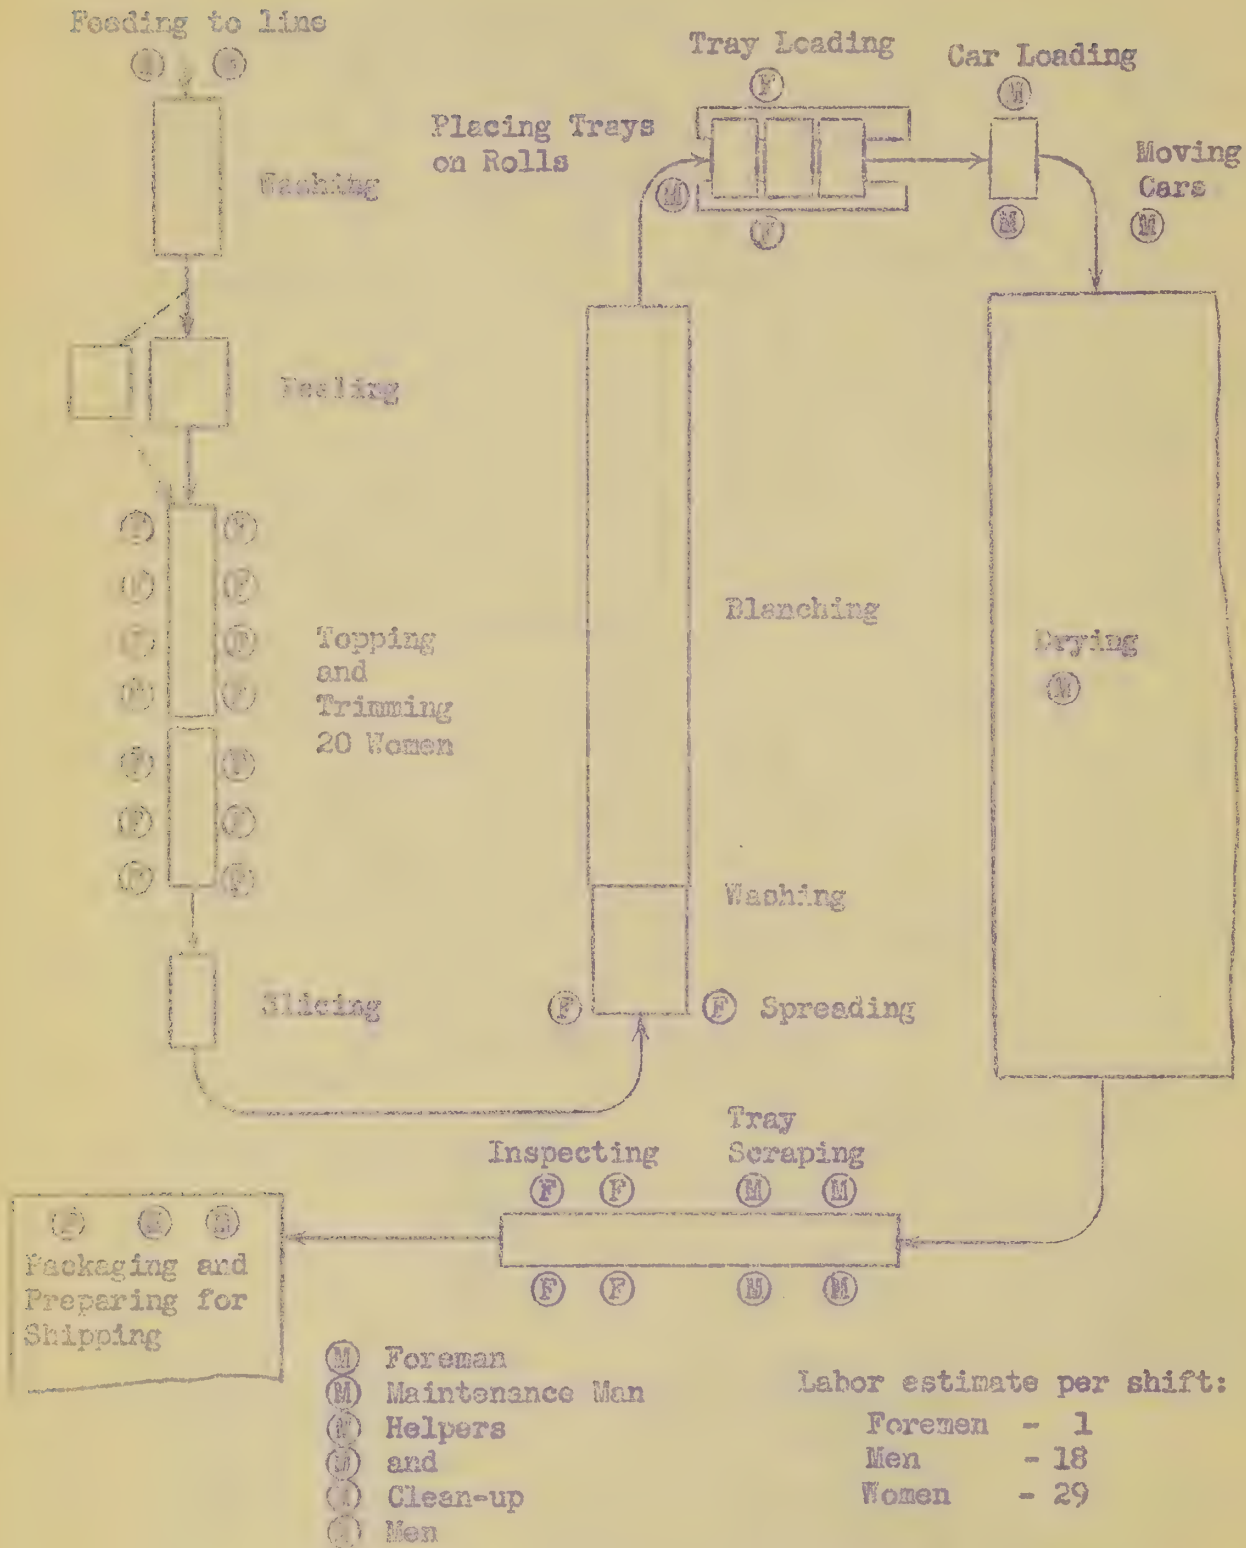 Feeding to line
Tray Loading
F
Car Loading
M
Placing Trays
on Rolls
M
F
Moving
Cars
M
M
Washing
Peeling
Topping
and
Trimming
20 Women
F F
F F
F F
F F
F F
F F
F F
Blanching
Drying
M
Washing
Slicing
F
F Spreading
Inspecting
F F
Tray
Scraping
M M
F F
M M
M M
Packaging and
Preparing for
Shipping
M Foreman
M Maintenance Man
M Helpers
M and
M Clean-up
M Men
Labor estimate per shift:
Foremen - 1
Men - 18
Women - 29